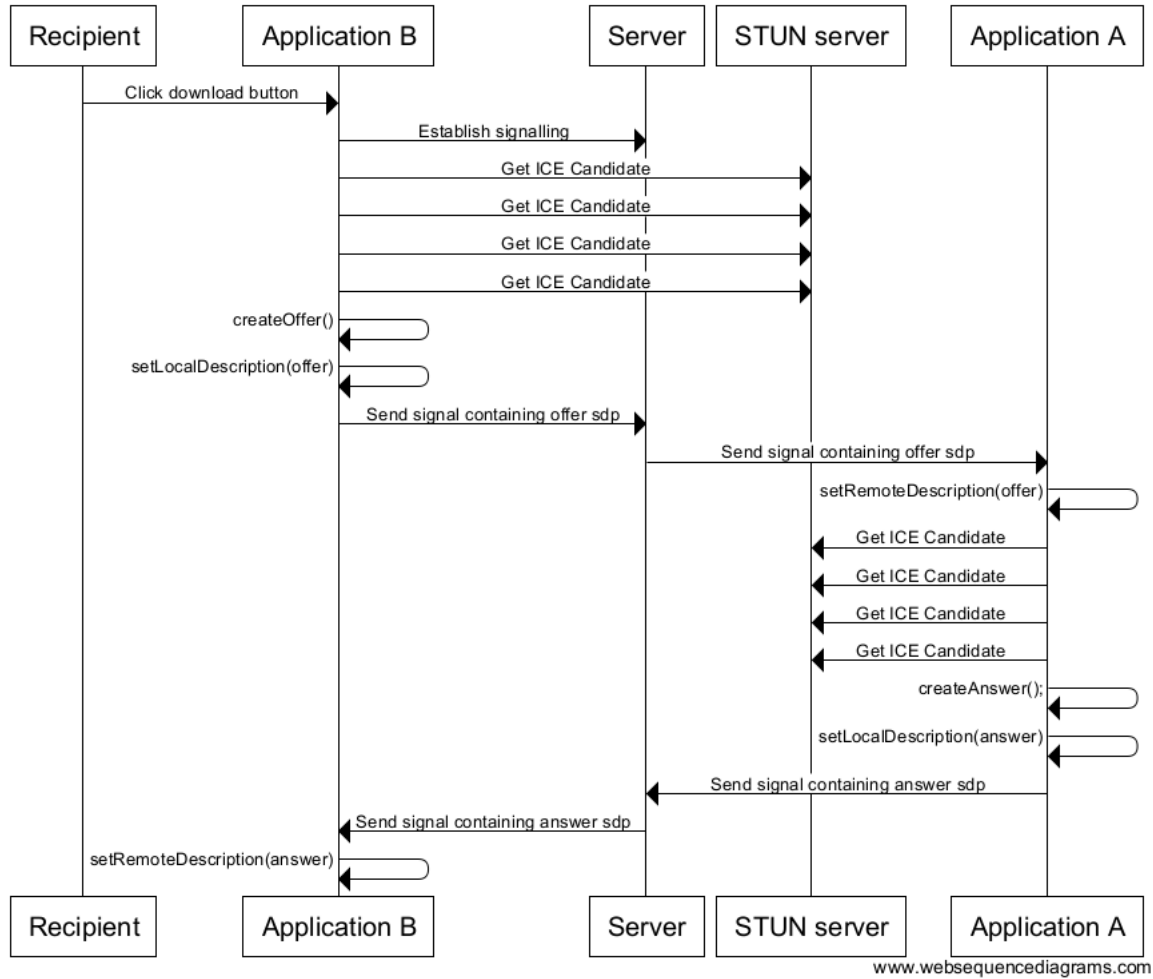 Recipient
Application B
Server
STUN server
Application A
Click download button
Establish signalling
Get ICE Candidate
Get ICE Candidate
Get ICE Candidate
Get ICE Candidate
createOffer()
setLocalDescription(offer)
Send signal containing offer sdp
Send signal containing offer sdp
setRemoteDescription(offer)
Get ICE Candidate
Get ICE Candidate
Get ICE Candidate
Get ICE Candidate
createAnswer();
setLocalDescription(answer)
Send signal containing answer sdp
Send signal containing answer sdp
setRemoteDescription(answer)
Recipient
Application B
Server
STUN server
Application A
www.websequencediagrams.com